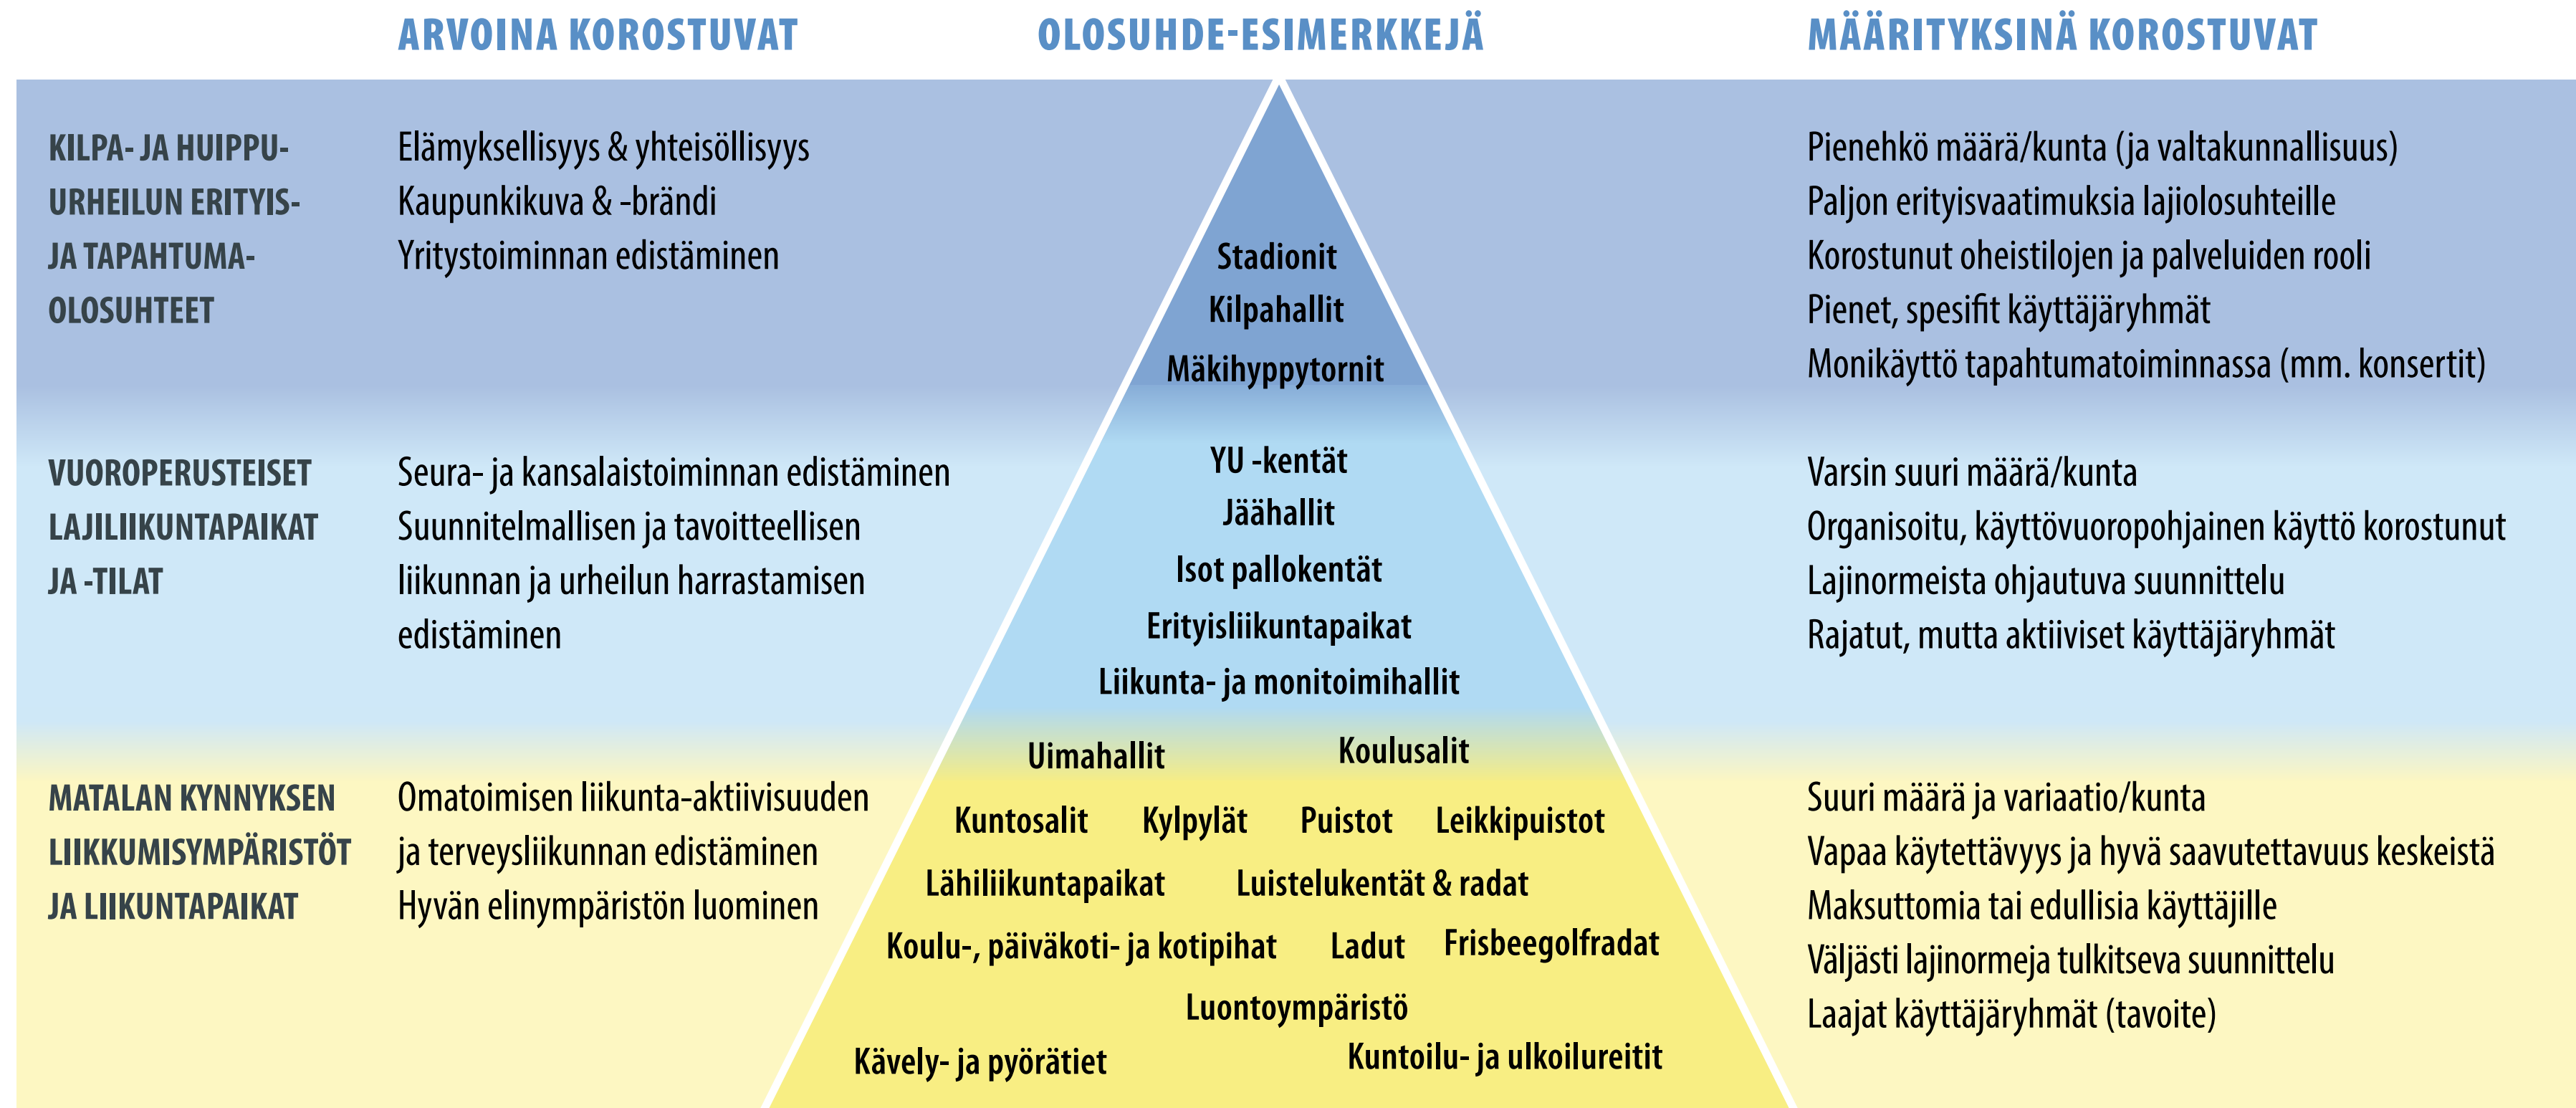 ARVOINA KOROSTUVAT
OLOSUHDE-ESIMERKKEJÄ
MÄÄRITYKSINÄ KOROSTUVAT
KILPA- JA HUIPPU-
URHEILUN ERITYIS-
JA TAPAHTUMA-
OLOSUHTEET
Elämyksellisyys & yhteisöllisyys
Kaupunkikuva & -brändi
Yritystoiminnan edistäminen
Stadionit
Kilpahallit
Mäkihyppytornit
Pienehkö määrä/kunta (ja valtakunnallisuus)
Paljon erityisvaatimuksia lajiolosuhteille
Korostunut oheistilojen ja palveluiden rooli
Pienet, spesifit käyttäjäryhmät
Monikäyttö tapahtumatoiminnassa (mm. konsertit)
VUOROPERUSTEISET
LAJILIIKUNTAPAIKAT
JA -TILAT
Seura- ja kansalaistoiminnan edistäminen
Suunnitelmallisen ja tavoitteellisen
liikunnan ja urheilun harrastamisen
edistäminen
YU -kentät
Jäähallit
Isot pallokentät
Erityisliikuntapaikat
Liikunta- ja monitoimihallit
Varsin suuri määrä/kunta
Organisoitu, käyttövuoropohjainen käyttö korostunut
Lajinormeista ohjautuva suunnittelu
Rajatut, mutta aktiiviset käyttäjäryhmät
MATALAN KYNNYKSEN
LIIKKUMISYMPÄRISTÖT
JA LIIKUNTAPAIKAT
Omatoimisen liikunta-aktiivisuuden
ja terveysliikunnan edistäminen
Hyvän elinympäristön luominen
Uimahallit Koulusalit
Kuntosalit Kylpylät Puistot Leikkipuistot
Lähiliikuntapaikat Luistelukentät & radat
Koulu-, päiväkoti- ja kotipihat Ladut Frisbeegolfradat
Luontoympäristö
Kävely- ja pyörätiet Kuntoilu- ja ulkoilureitit
Suuri määrä ja variaatio/kunta
Vapaa käytettävyys ja hyvä saavutettavuus keskeistä
Maksuttomia tai edullisia käyttäjille
Väljästi lajinormeja tulkitseva suunnittelu
Laajat käyttäjäryhmät (tavoite)